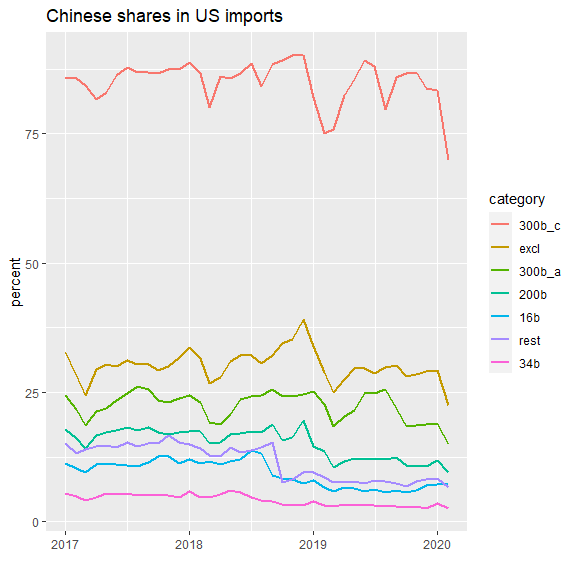 Chinese shares in US imports
percent
75
50
25
0
2017
2018
2019
2020
category
300b_c
excl
300b_a
200b
16b
rest
34b